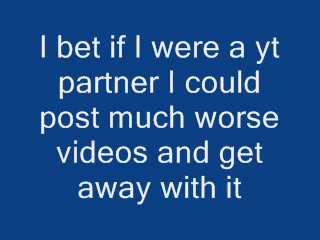 I bet if I were a yt
partner I could
post much worse
videos and get
away with it